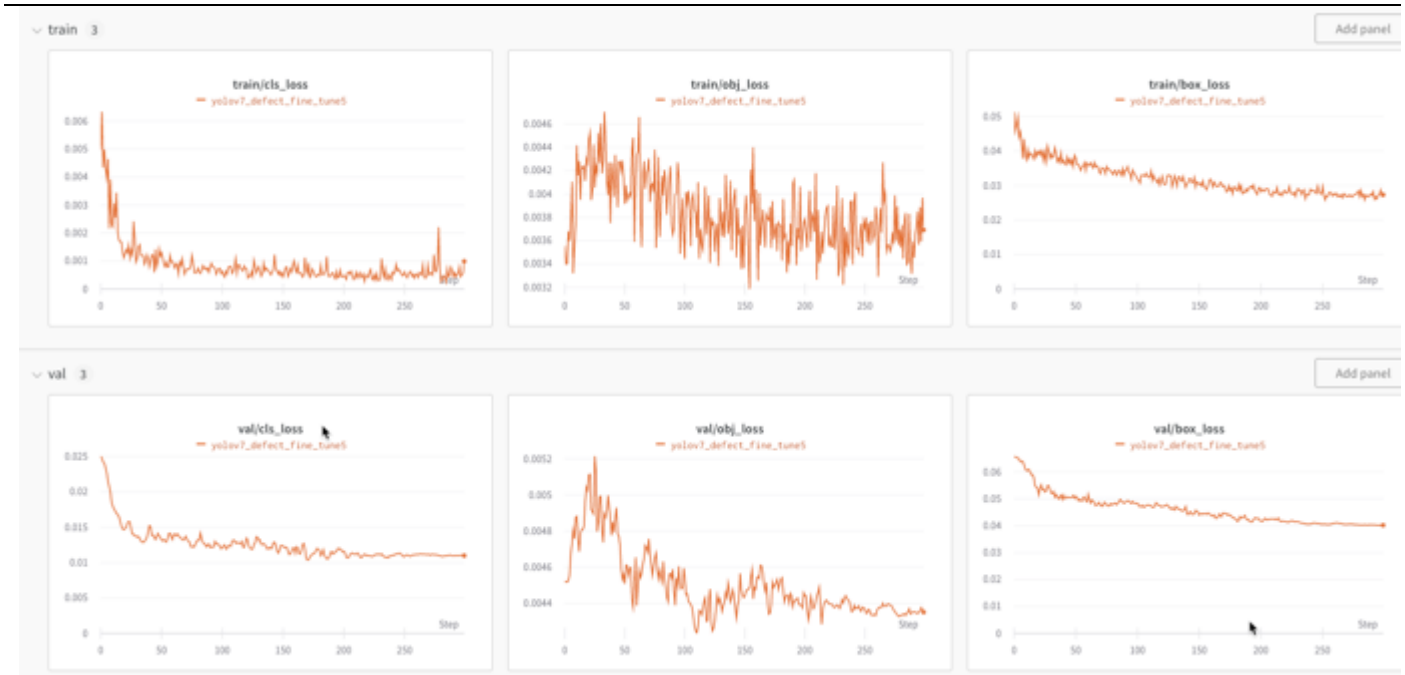 train 3
Add panel
train/cls_loss
yolov7_defect_fine_tune5
0.006
0.005
0.004
0.003
0.002
0.001
0
Step
0 50 100 150 200 250
train/obj_loss
yolov7_defect_fine_tune5
0.0046
0.0044
0.0042
0.004
0.0038
0.0036
0.0034
0.0032
Step
0 50 100 150 200 250
train/box_loss
yolov7_defect_fine_tune5
0.05
0.04
0.03
0.02
0.01
0
Step
0 50 100 150 200 250
val 3
Add panel
val/cls_loss
yolov7_defect_fine_tune5
0.025
0.02
0.015
0.01
0.005
0
Step
0 50 100 150 200 250
val/obj_loss
yolov7_defect_fine_tune5
0.0052
0.005
0.0048
0.0046
0.0044
Step
0 50 100 150 200 250
val/box_loss
yolov7_defect_fine_tune5
0.06
0.05
0.04
0.03
0.02
0.01
0
Step
0 50 100 150 200 250